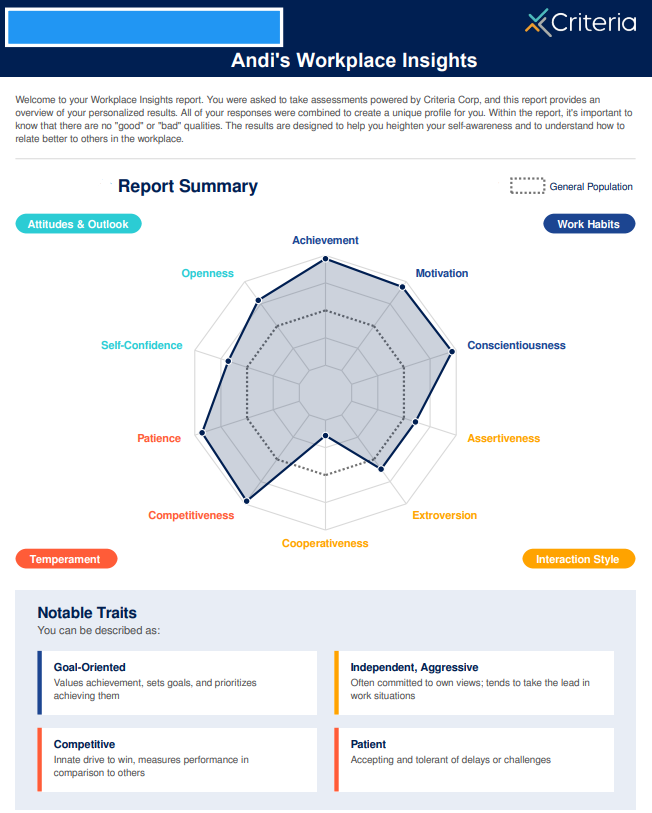 Criteria
Andi's Workplace Insights
Welcome to your Workplace Insights report. You were asked to take assessments powered by Criteria Corp, and this report provides an
overview of your personalized results. All of your responses were combined to create a unique profile for you. Within the report, it's important to
know that there are no "good" or "bad" qualities. The results are designed to help you heighten your self-awareness and to understand how to
relate better to others in the workplace.
Report Summary
General Population
Attitudes & Outlook
Work Habits
Achievement
Openness
Motivation
Self-Confidence
Conscientiousness
Patience
Assertiveness
Competitiveness
Extroversion
Cooperativeness
Temperament
Interaction Style
Notable Traits
You can be described as:
Goal-Oriented
Values achievement, sets goals, and prioritizes
achieving them
Independent, Aggressive
Often committed to own views; tends to take the lead in
work situations
Competitive
Innate drive to win, measures performance in
comparison to others
Patient
Accepting and tolerant of delays or challenges